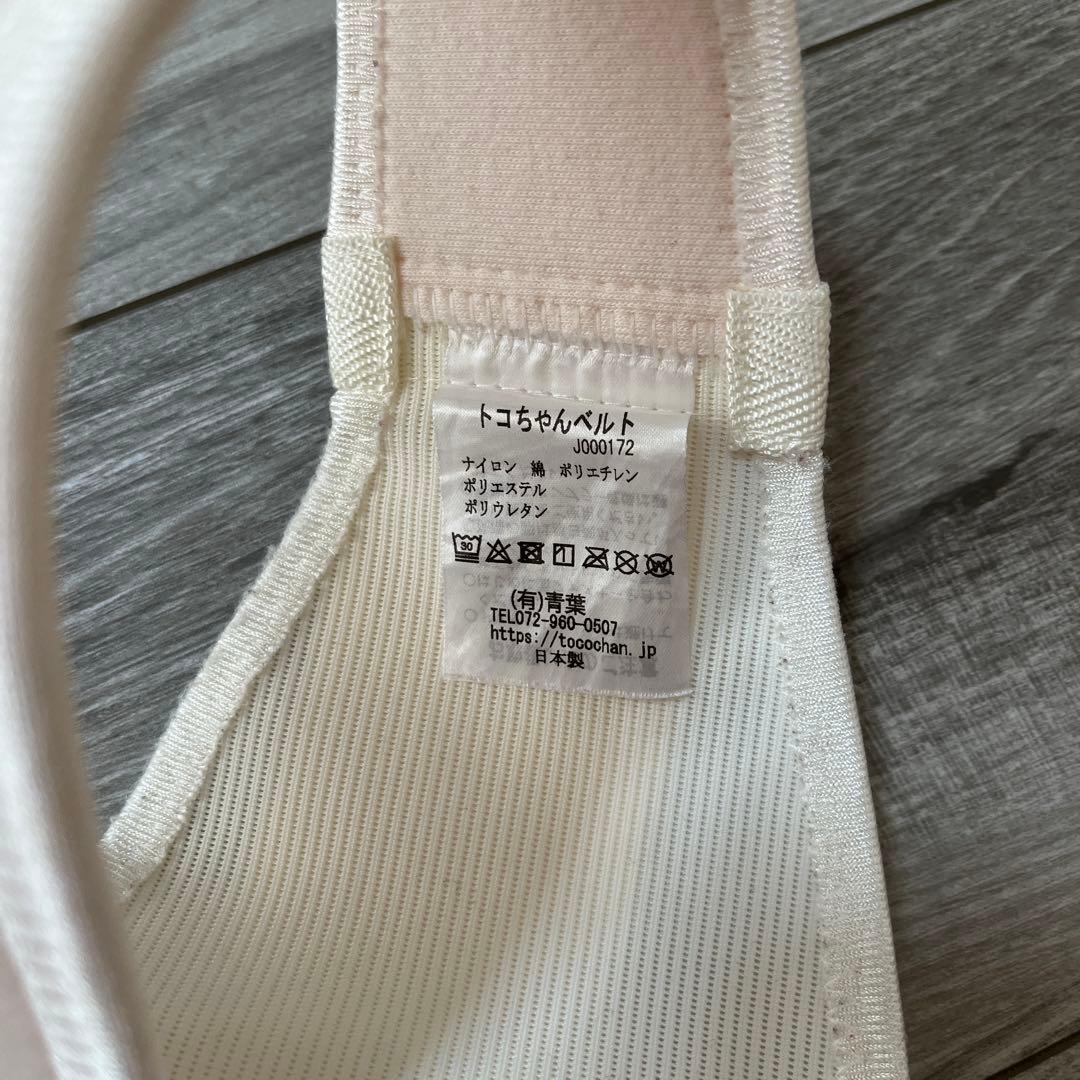 トコちゃんベルト
J000172
ナイロン 綿 ポリエチレン
ポリエステル
ポリウレタン
30
W
(有)青葉
TEL072-960-0507
https://tocochan.jp
日本製